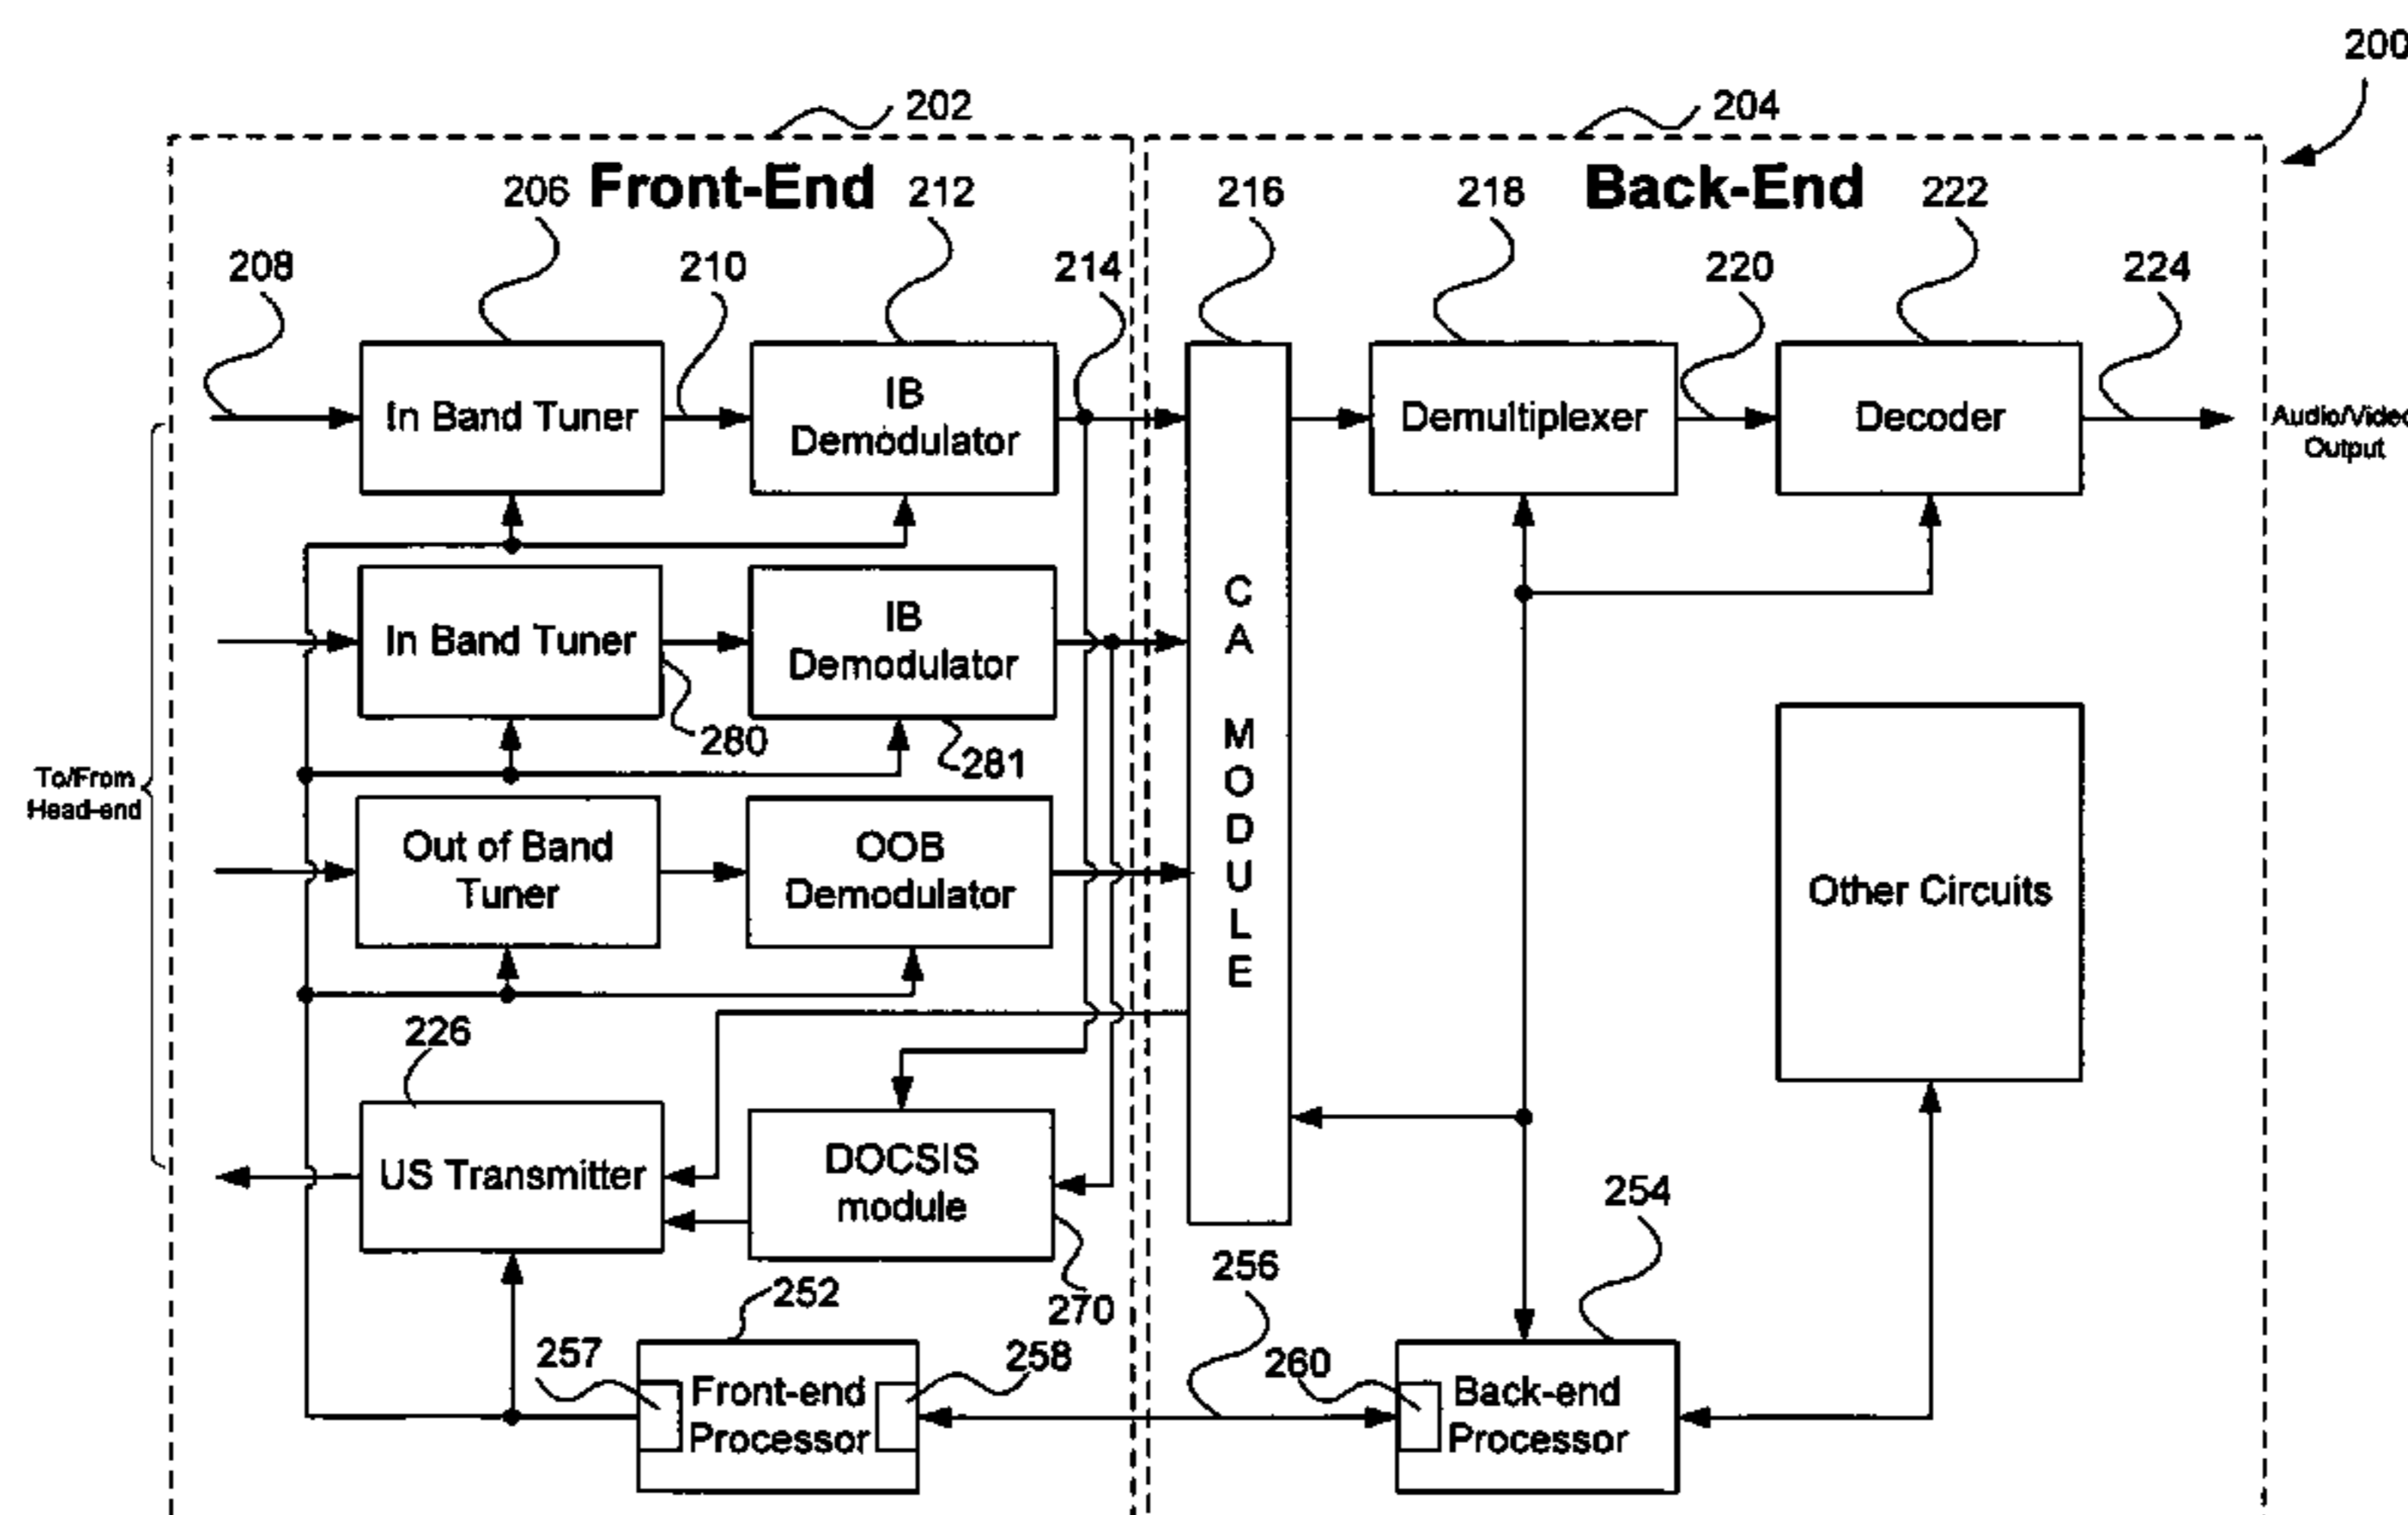 200
202
204
Front-End
Back-End
206
212
216
218
222
208
210
214
220
224
In Band Tuner
IB
Demodulator
Demultiplexer
Decoder
Audio/Video
Output
In Band Tuner
IB
Demodulator
C
A
M
O
D
U
L
E
280
281
To/From
Head-end
Out of Band
Tuner
OOB
Demodulator
Other Circuits
226
US Transmitter
DOCSIS
module
254
256
252
270
257
258
260
Front-end
Processor
Back-end
Processor